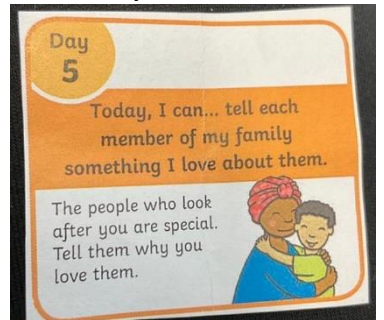 Day
5
Today, I can... tell each
member of my family
something I love about them.
The people who look
after you are special.
Tell them why you
love them.